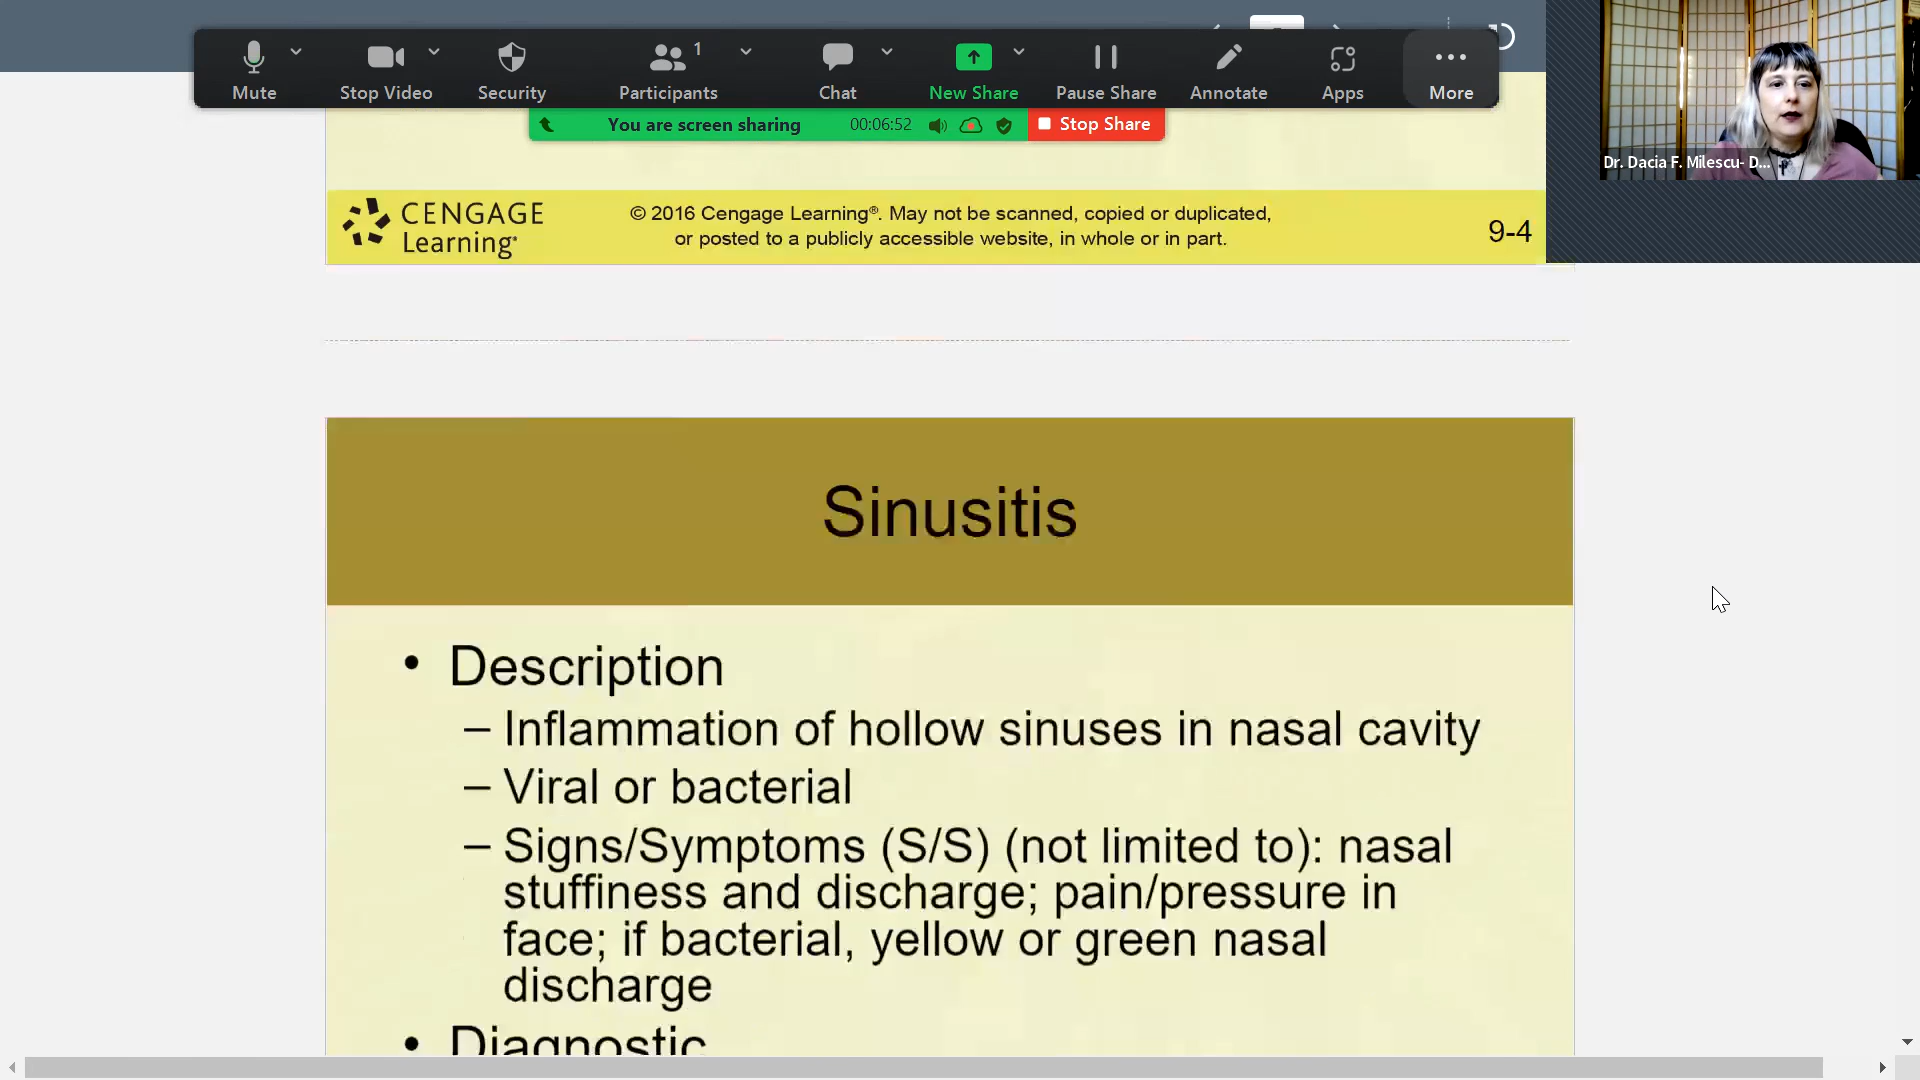 Mute
Stop Video
Security
Participants
1
Chat
New Share
Pause Share
Annotate
Apps
More
You are screen sharing
00:06:52
Stop Share
Dr. Dacia F. Milescu- D...
CENGAGE
Learning®
© 2016 Cengage Learning®. May not be scanned, copied or duplicated,
or posted to a publicly accessible website, in whole or in part.
9-4
Sinusitis
• Description
– Inflammation of hollow sinuses in nasal cavity
– Viral or bacterial
– Signs/Symptoms (S/S) (not limited to): nasal
stuffiness and discharge; pain/pressure in
face; if bacterial, yellow or green nasal
discharge
• Diagnostic